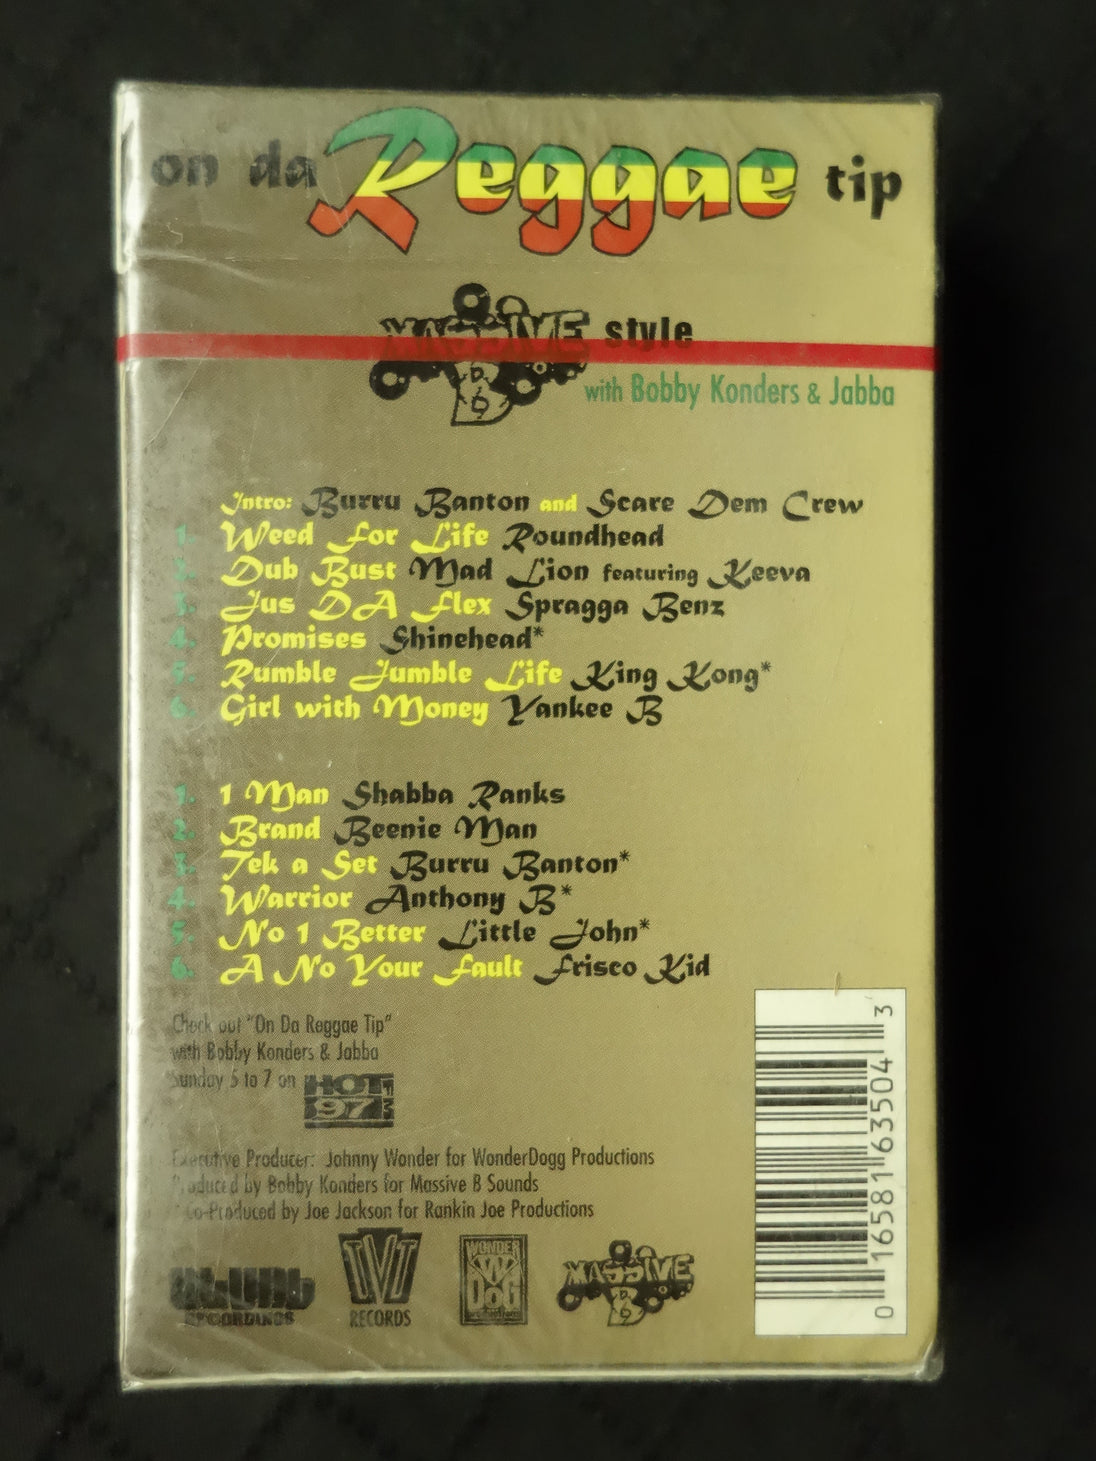 on da Reggae tip
MASSIVE style
B
with Bobby Konders & Jabba
Intro: Burru Banton and Scare Dem Crew
1. Weed For Life Roundhead
2. Dub Bust Mad Lion featuring Keeva
3. Jus DA Flex Spragga Benz
4. Promises Shinehead*
5. Rumble Jumble Life King Kong*
6. Girl with Money Yankee B
1. 1 Man Shabba Ranks
2. Brand Beenie Man
3. Tek a Set Burru Banton*
4. Warrior Anthony B*
5. No 1 Better Little John*
6. A No Your Fault Frisco Kid
Check out "On Da Reggae Tip"
with Bobby Konders & Jabba
Sunday 5 to 7 on HOT 97 FM
Executive Producer: Johnny Wonder for WonderDogg Productions
Produced by Bobby Konders for Massive B Sounds
* Co-Produced by Joe Jackson for Rankin Joe Productions
RECORDINGS
TVT RECORDS
WONDER W DOG
MASSIVE B
0 16581 63504 3